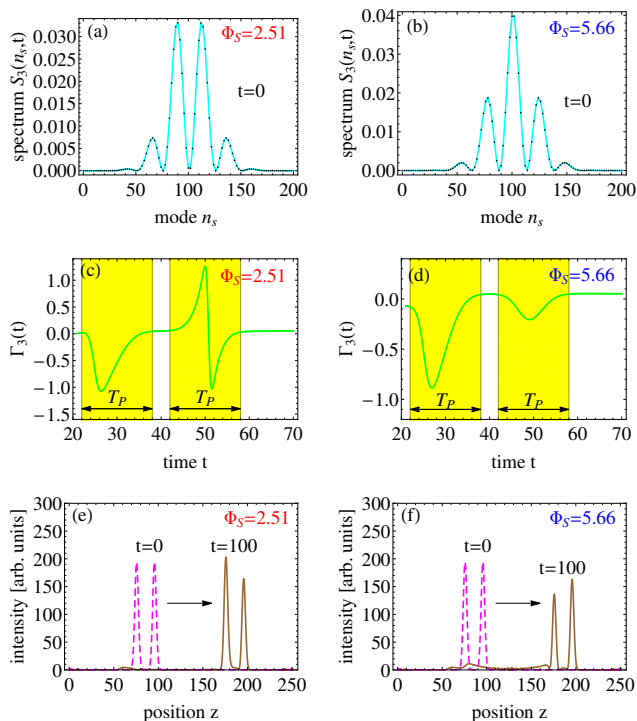 (a)
Φ_S=2.51
t=0
spectrum S_3(n_s,t)
0.030
0.025
0.020
0.015
0.010
0.005
0.000
0 50 100 150 200
mode n_s
(b)
Φ_S=5.66
t=0
spectrum S_3(n_s,t)
0.04
0.03
0.02
0.01
0.00
0 50 100 150 200
mode n_s
(c)
Φ_S=2.51
Γ_3(t)
1.0
0.5
0.0
−0.5
−1.0
−1.5
T_P T_P
20 30 40 50 60 70
time t
(d)
Φ_S=5.66
Γ_3(t)
0.0
−0.5
−1.0
T_P T_P
20 30 40 50 60 70
time t
(e)
Φ_S=2.51
t=0 t=100
intensity [arb. units]
300
250
200
150
100
50
0
0 50 100 150 200 250
position z
(f)
Φ_S=5.66
t=0 t=100
intensity [arb. units]
300
250
200
150
100
50
0
0 50 100 150 200 250
position z